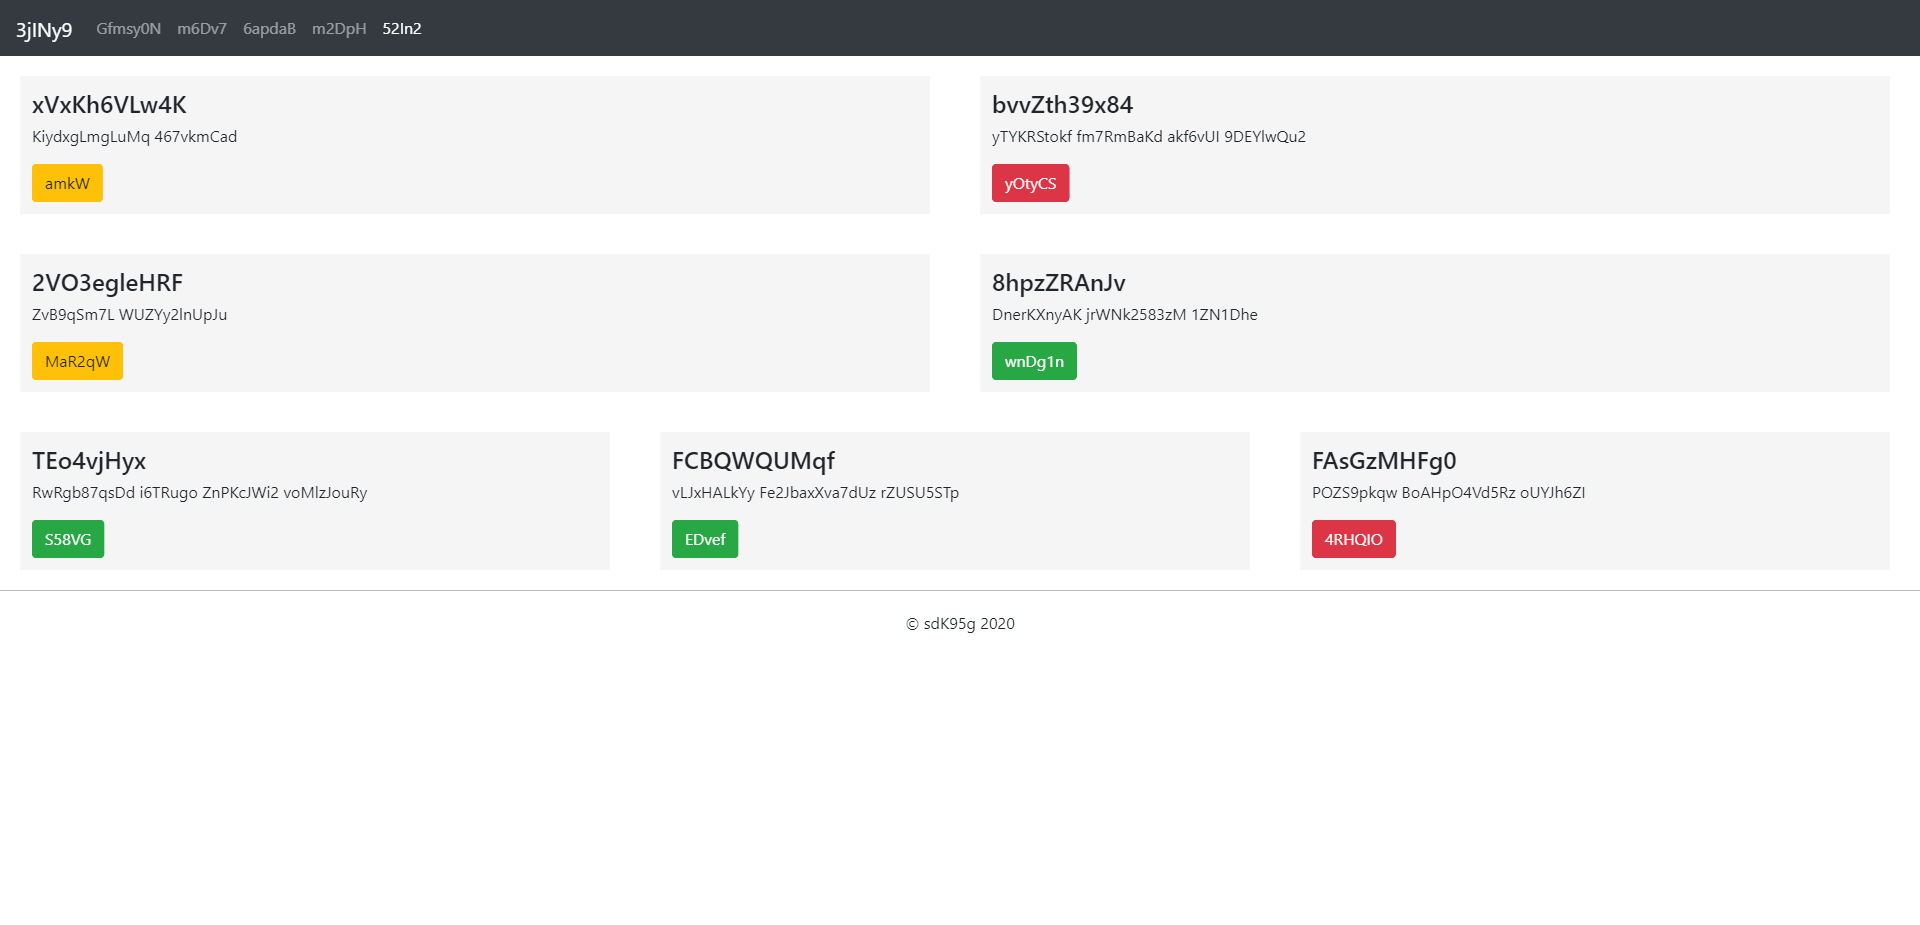 3jINy9 Gfmsy0N m6Dv7 6apdaB m2DpH 52In2
xVxKh6VLw4K
KiydxgLmgLuMq 467vkmCad
amkW
bvvZth39x84
yTYKRStokf fm7RmBaKd akf6vUI 9DEYlwQu2
yOtyCS
2VO3egleHRF
ZvB9qSm7L WUZYy2lnUpJu
MaR2qW
8hpzZRAnJv
DnerKXnyAK jrWNk2583zM 1ZN1Dhe
wnDg1n
TEo4vjHyx
RwRgb87qsDd i6TRugo ZnPKcJWi2 voMlzJouRy
S58VG
FCBQWQUMqf
vLJxHALkYy Fe2JbaxXva7dUz rZUSU5STp
EDvef
FAsGzMHFg0
POZS9pkqw BoAHpO4Vd5Rz oUYJh6ZI
4RHQIO
© sdK95g 2020